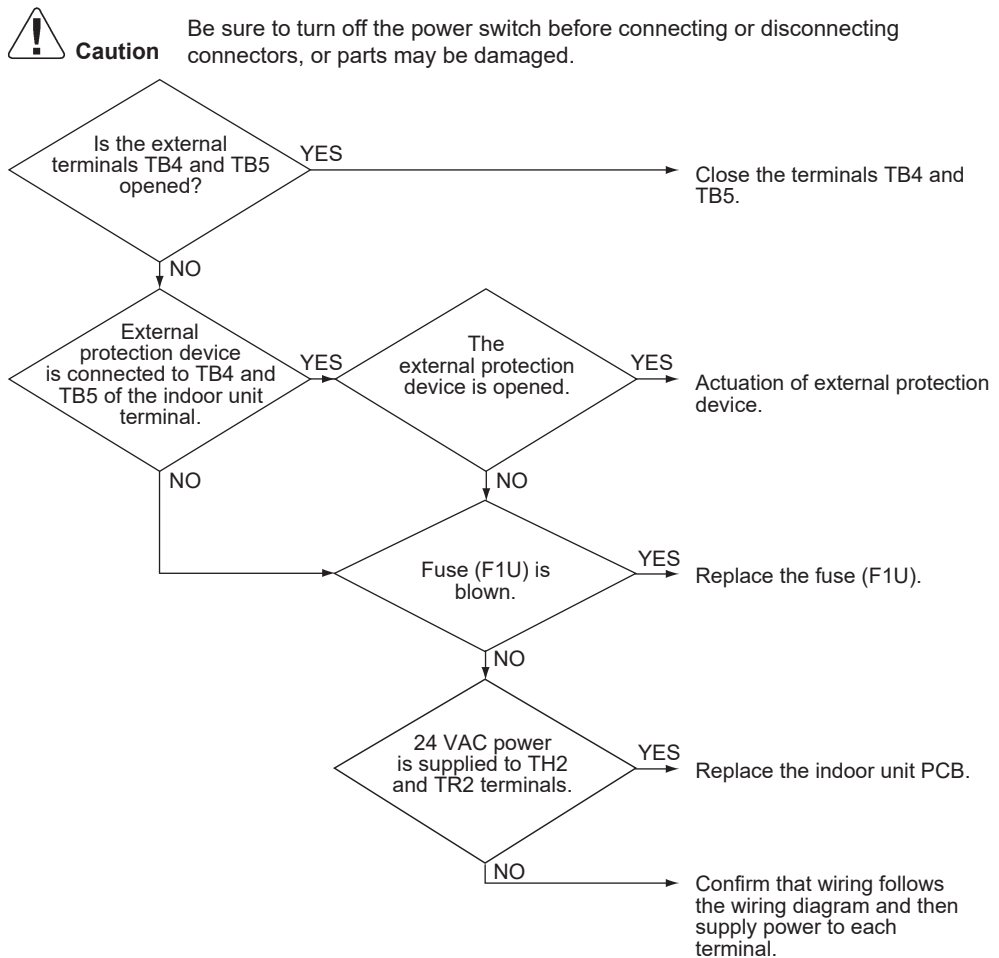 Be sure to turn off the power switch before connecting or disconnecting
Caution
connectors, or parts may be damaged.
Is the external
terminals TB4 and TB5
opened?
YES
Close the terminals TB4 and
TB5.
NO
External
protection device
is connected to TB4 and
TB5 of the indoor unit
terminal.
YES
The
external protection
device is opened.
YES
Actuation of external protection
device.
NO
NO
Fuse (F1U) is
blown.
YES
Replace the fuse (F1U).
NO
24 VAC power
is supplied to TH2
and TR2 terminals.
YES
Replace the indoor unit PCB.
NO
Confirm that wiring follows
the wiring diagram and then
supply power to each
terminal.